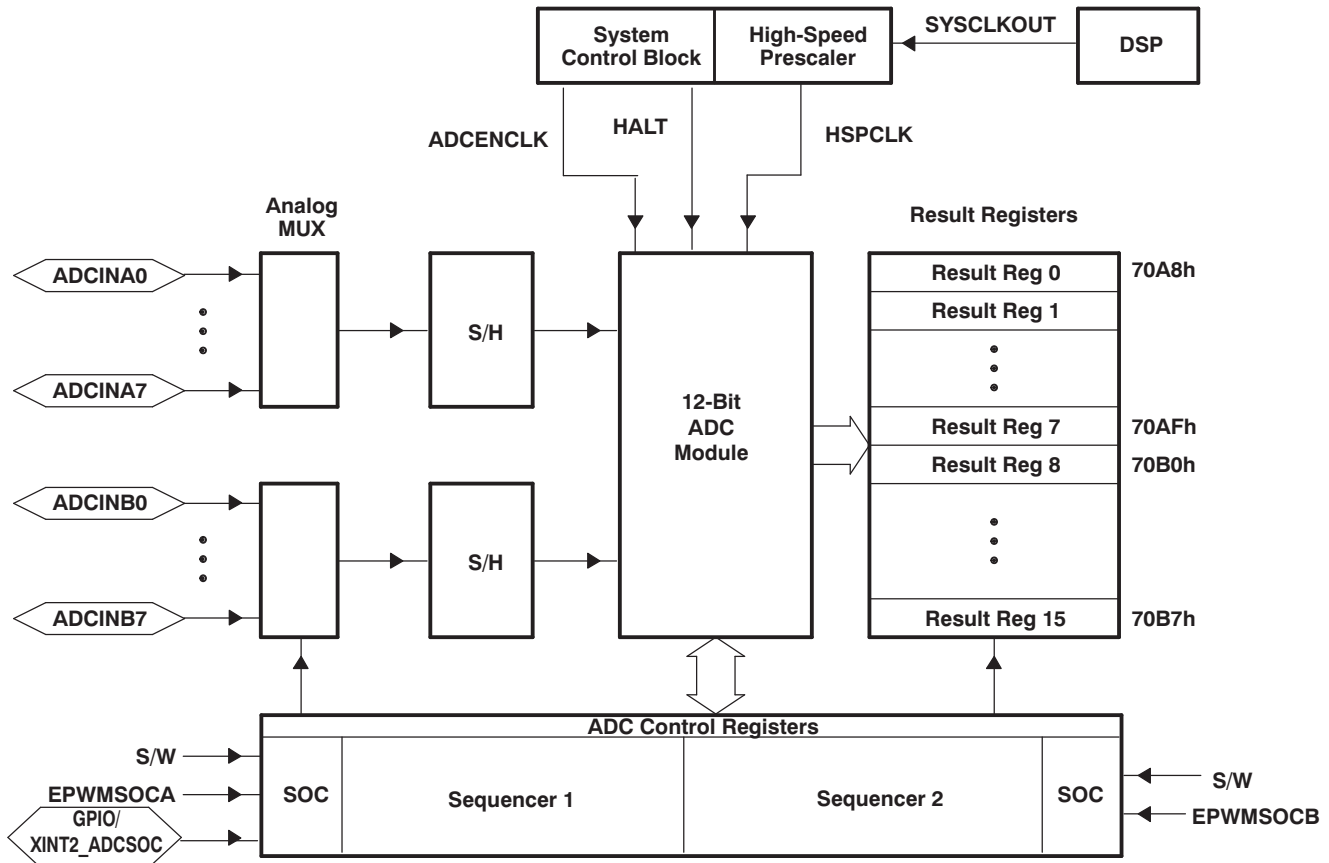 System
Control Block
High-Speed
Prescaler
SYSCLKOUT
DSP
ADCENCLK
HALT
HSPCLK
Analog
MUX
Result Registers
ADCINA0
ADCINA7
S/H
12-Bit
ADC
Module
Result Reg 0
70A8h
Result Reg 1
Result Reg 7
70AFh
Result Reg 8
70B0h
ADCINB0
ADCINB7
S/H
Result Reg 15
70B7h
ADC Control Registers
S/W
EPWMSOCA
GPIO/
XINT2_ADCSOC
SOC
Sequencer 1
Sequencer 2
SOC
S/W
EPWMSOCB